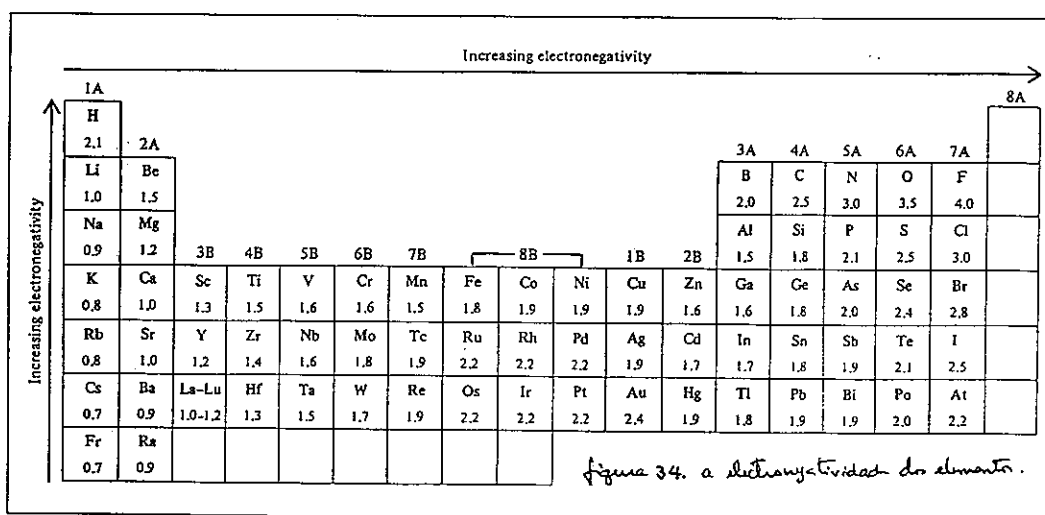 Increasing electronegativity
1A 8A
H
2,1 2A 3A 4A 5A 6A 7A
Li Be B C N O F
1.0 1.5 2.0 2.5 3.0 3.5 4.0
Na Mg Al Si P S Cl
0.9 1.2 3B 4B 5B 6B 7B 8B 1B 2B 1.5 1.8 2.1 2.5 3.0
K Ca Sc Ti V Cr Mn Fe Co Ni Cu Zn Ga Ge As Se Br
0.8 1.0 1.3 1.5 1.6 1.6 1.5 1.8 1.9 1.9 1.9 1.6 1.6 1.8 2.0 2.4 2.8
Rb Sr Y Zr Nb Mo Tc Ru Rh Pd Ag Cd In Sn Sb Te I
0.8 1.0 1.2 1.4 1.6 1.8 1.9 2.2 2.2 2.2 1.9 1.7 1.7 1.8 1.9 2.1 2.5
Cs Ba La-Lu Hf Ta W Re Os Ir Pt Au Hg Tl Pb Bi Po At
0.7 0.9 1.0-1.2 1.3 1.5 1.7 1.9 2.2 2.2 2.2 2.4 1.9 1.8 1.9 1.9 2.0 2.2
Fr Ra
0.7 0.9
Increasing electronegativity
figura 34. a electronegatividade dos elementos.